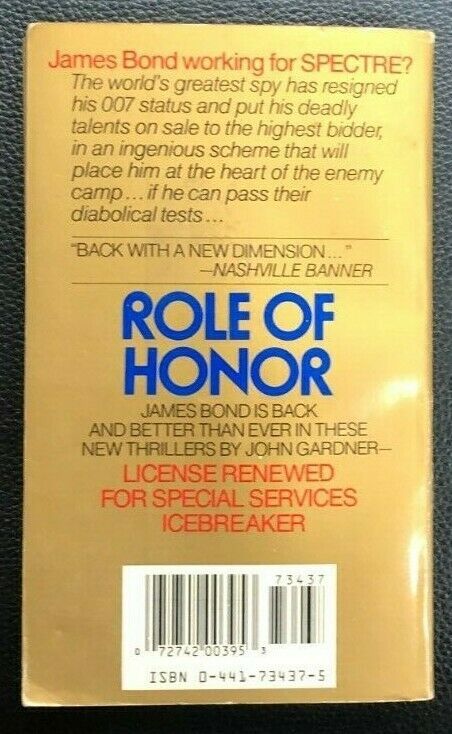 James Bond working for SPECTRE?
The world's greatest spy has resigned
his 007 status and put his deadly
talents on sale to the highest bidder,
in an ingenious scheme that will
place him at the heart of the enemy
camp... if he can pass their
diabolical tests...
"BACK WITH A NEW DIMENSION..."
—NASHVILLE BANNER
ROLE OF
HONOR
JAMES BOND IS BACK
AND BETTER THAN EVER IN THESE
NEW THRILLERS BY JOHN GARDNER—
LICENSE RENEWED
FOR SPECIAL SERVICES
ICEBREAKER
73437
0 72742 00395 3
ISBN 0-441-73437-5